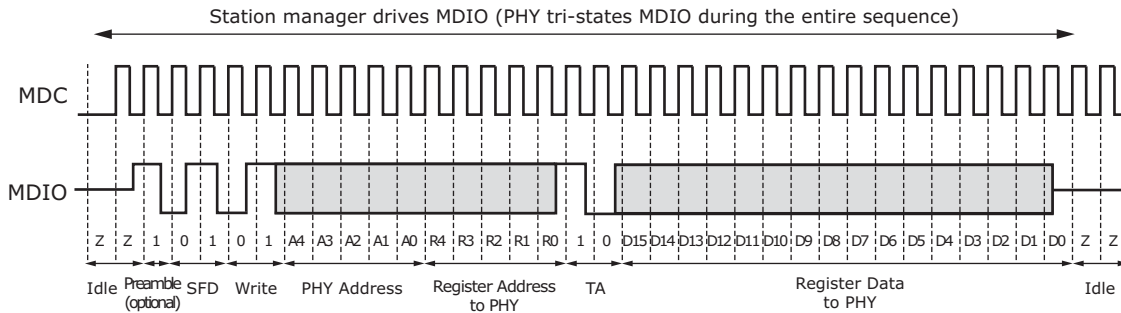 Station manager drives MDIO (PHY tri-states MDIO during the entire sequence)
MDC
MDIO
Z Z 1 0 1 0 1 A4 A3 A2 A1 A0 R4 R3 R2 R1 R0 1 0 D15 D14 D13 D12 D11 D10 D9 D8 D7 D6 D5 D4 D3 D2 D1 D0 Z Z
Idle Preamble SFD Write PHY Address Register Address TA Register Data Idle
(optional) to PHY to PHY